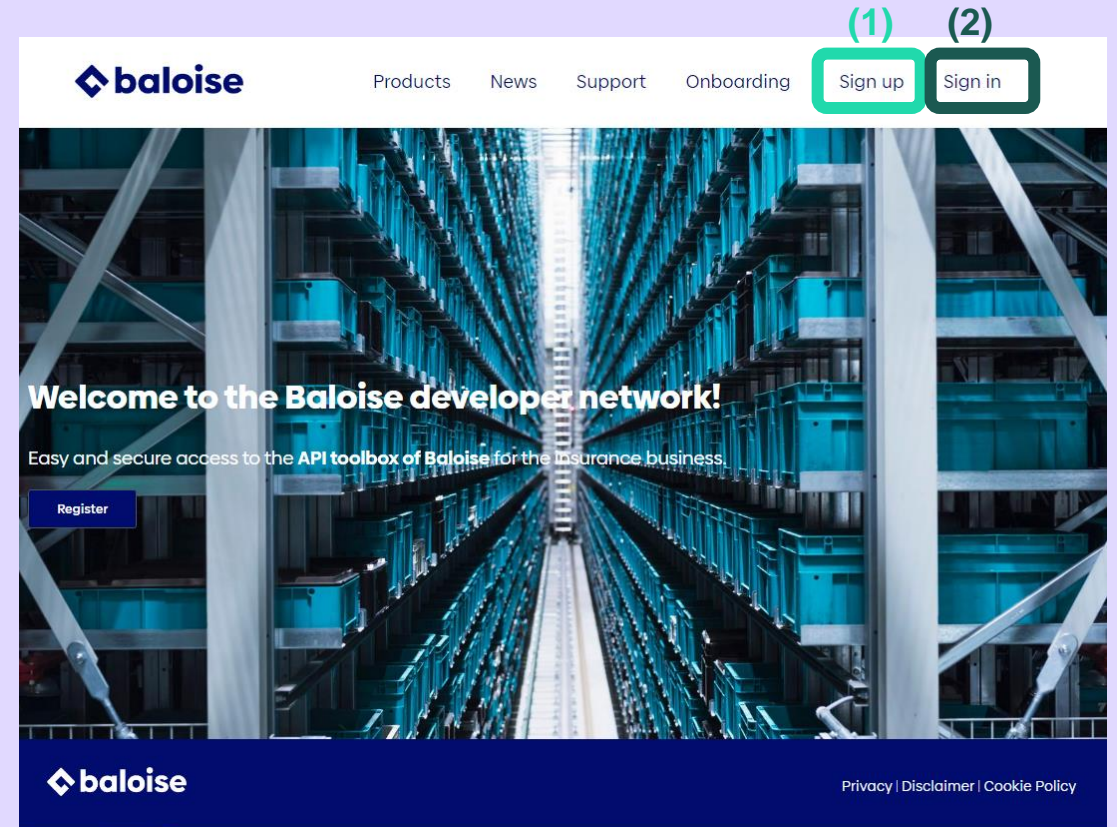 (1) (2)
baloise Products News Support Onboarding Sign up Sign in
Welcome to the Baloise developer network!
Easy and secure access to the API toolbox of Baloise for the insurance business.
Register
baloise Privacy | Disclaimer | Cookie Policy